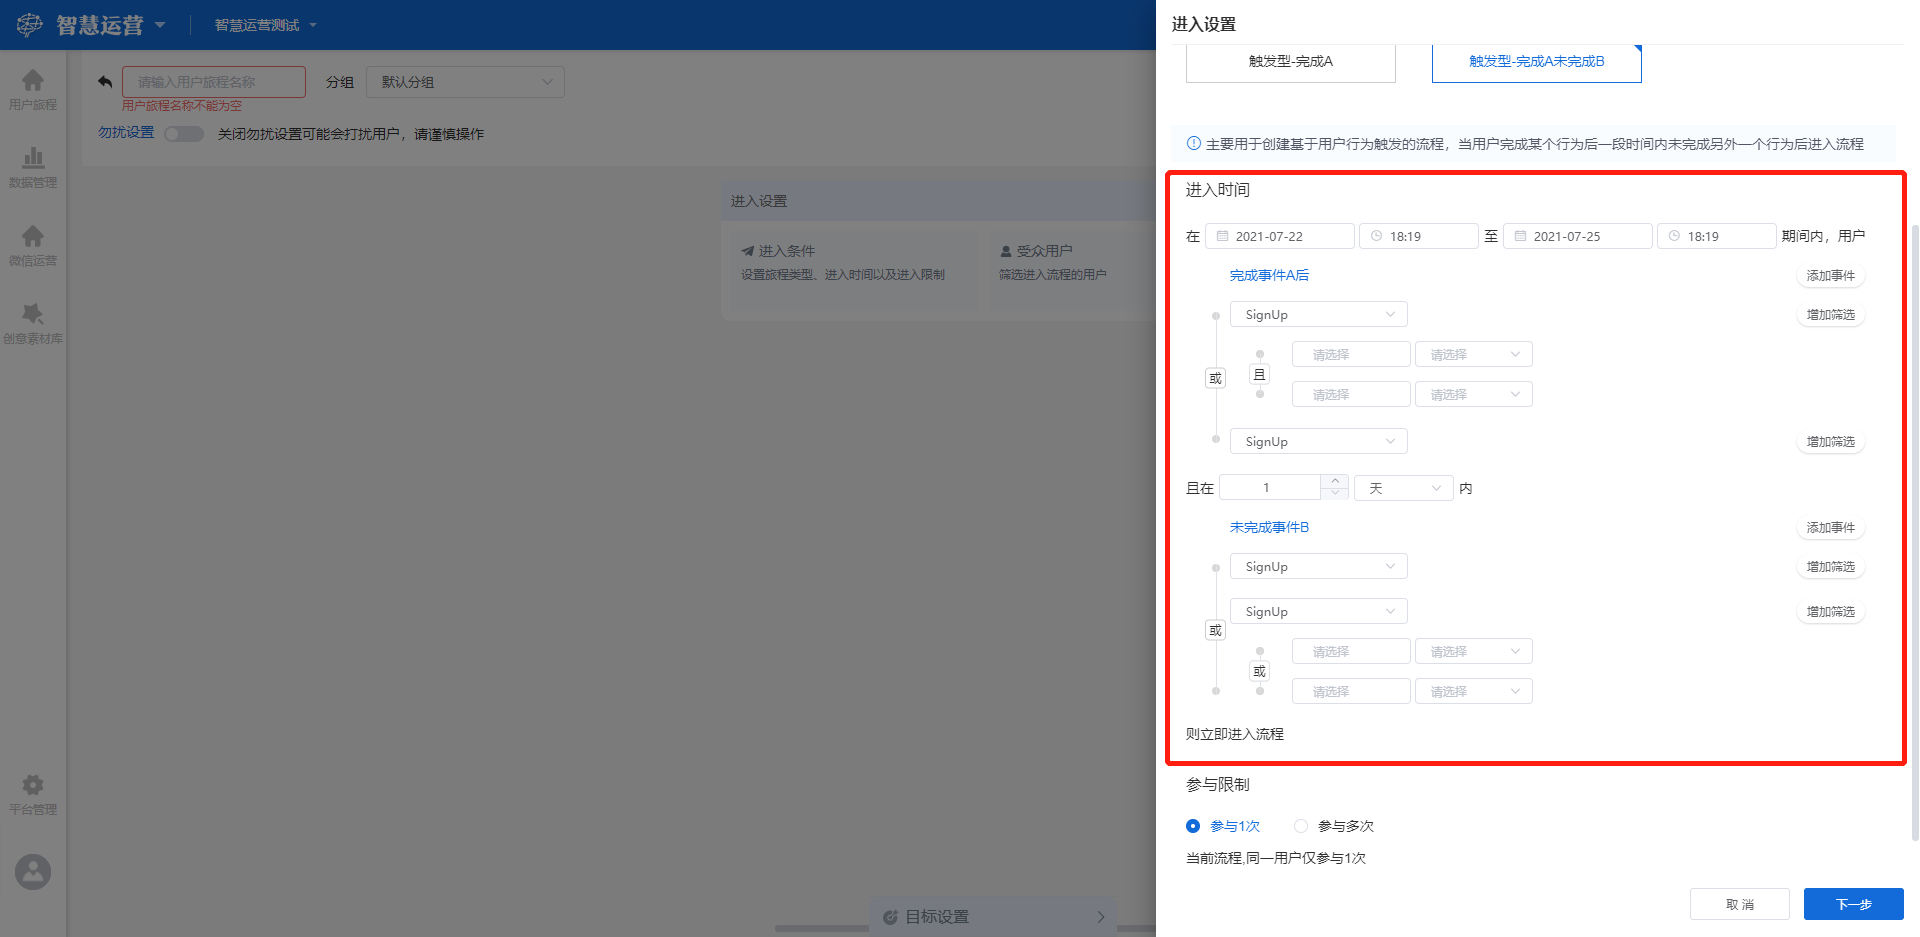 智慧运营
智慧运营测试
用户旅程
数据管理
微信运营
创意素材库
平台管理
请输入用户旅程名称
分组
默认分组
用户旅程名称不能为空
勿扰设置
关闭勿扰设置可能会打扰用户，请谨慎操作
进入设置
进入条件
设置旅程类型、进入时间以及进入限制
受众用户
筛选进入流程的用户
目标设置
进入设置
触发型-完成A
触发型-完成A未完成B
主要用于创建基于用户行为触发的流程，当用户完成某个行为后一段时间内未完成另外一个行为后进入流程
进入时间
在 2021-07-22 18:19 至 2021-07-25 18:19 期间内，用户
完成事件A后 添加事件
SignUp 增加筛选
请选择 请选择
或 且
请选择 请选择
SignUp 增加筛选
且在 1 天 内
未完成事件B 添加事件
SignUp 增加筛选
SignUp 增加筛选
或
请选择 请选择
或
请选择 请选择
则立即进入流程
参与限制
参与1次 参与多次
当前流程,同一用户仅参与1次
取消 下一步